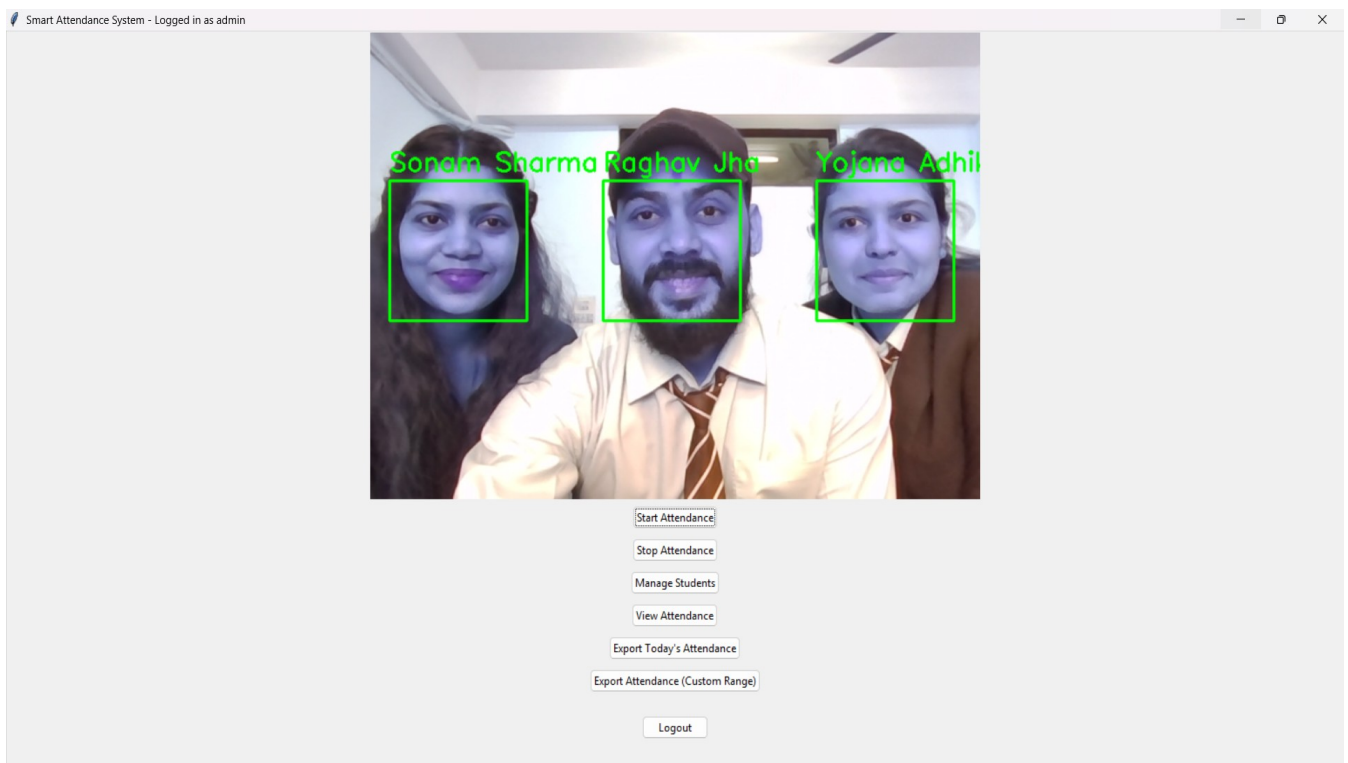 Smart Attendance System - Logged in as admin
Sonam Sharma Raghav Jha Yojana Adhik
Start Attendance
Stop Attendance
Manage Students
View Attendance
Export Today's Attendance
Export Attendance (Custom Range)
Logout